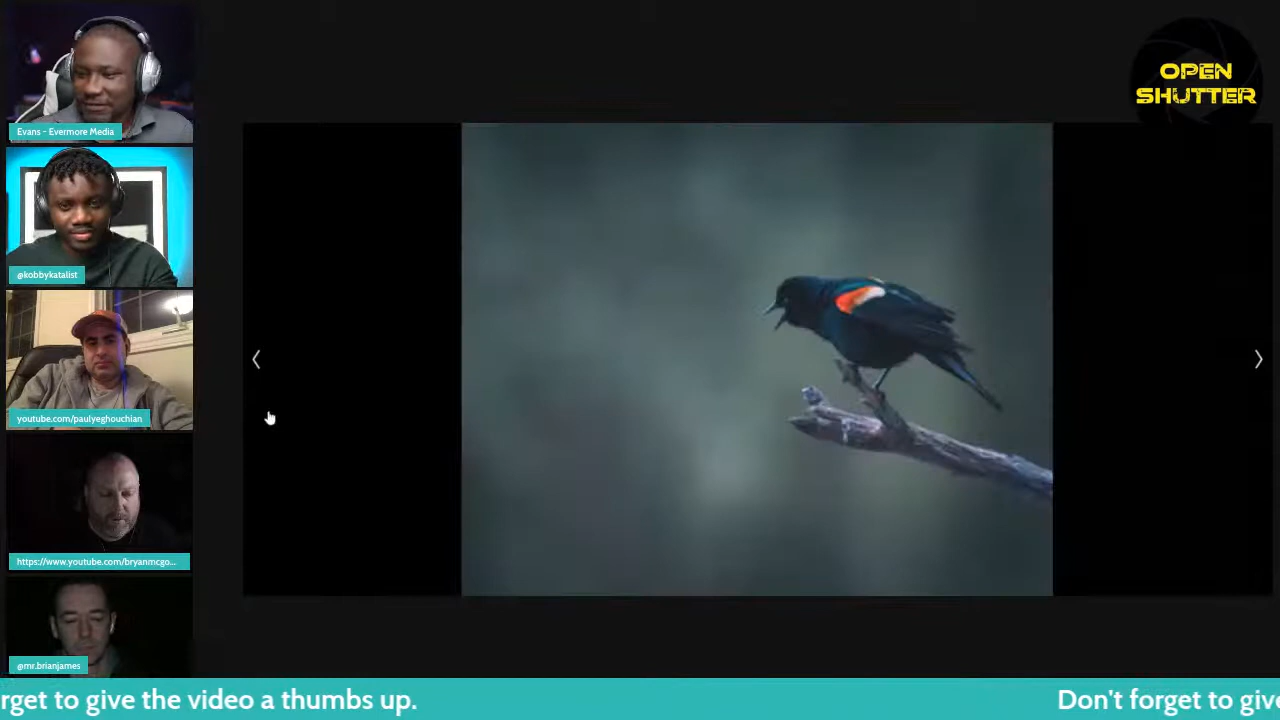 OPEN
SHUTTER
Evans - Evermore Media
@kobbykatalist
youtube.com/paulyeghouchian
https://www.youtube.com/bryanmcgo...
@mr.brianjames
rget to give the video a thumbs up.
Don't forget to give